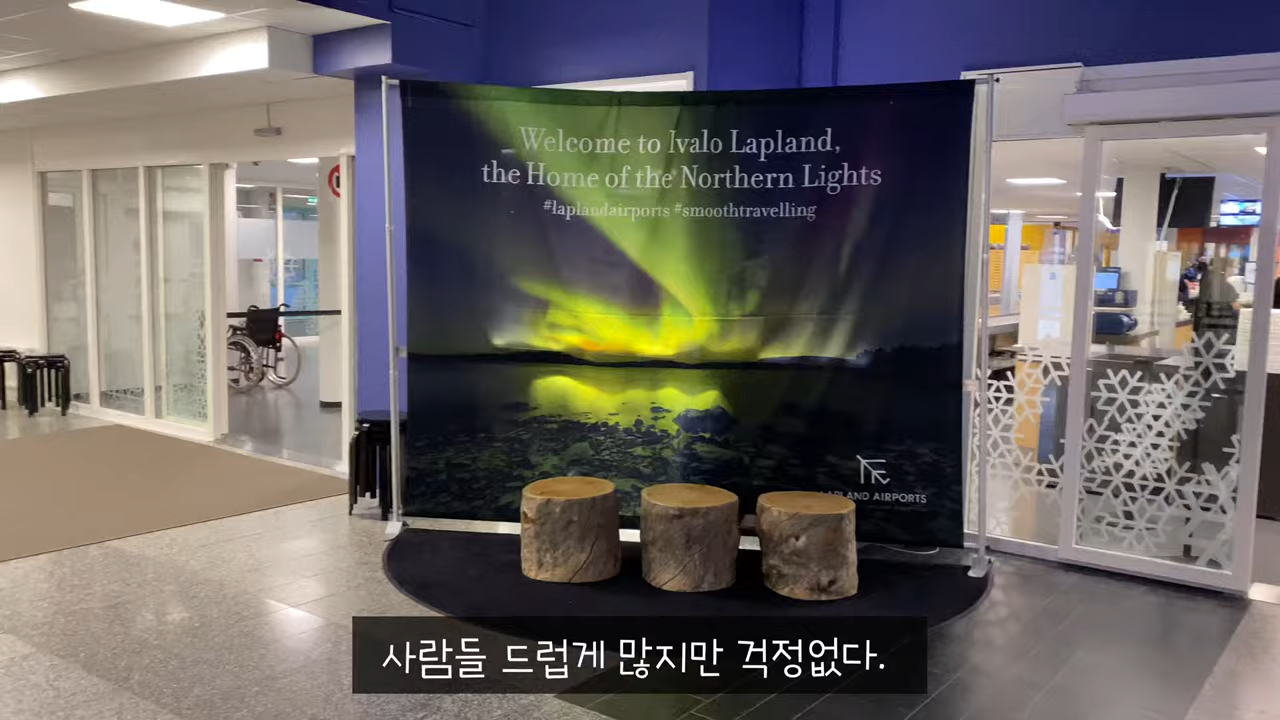 Welcome to Ivalo Lapland,
the Home of the Northern Lights
#laplandairports #smoothtravelling
LAPLAND AIRPORTS
사람들 드럽게 많지만 걱정없다.